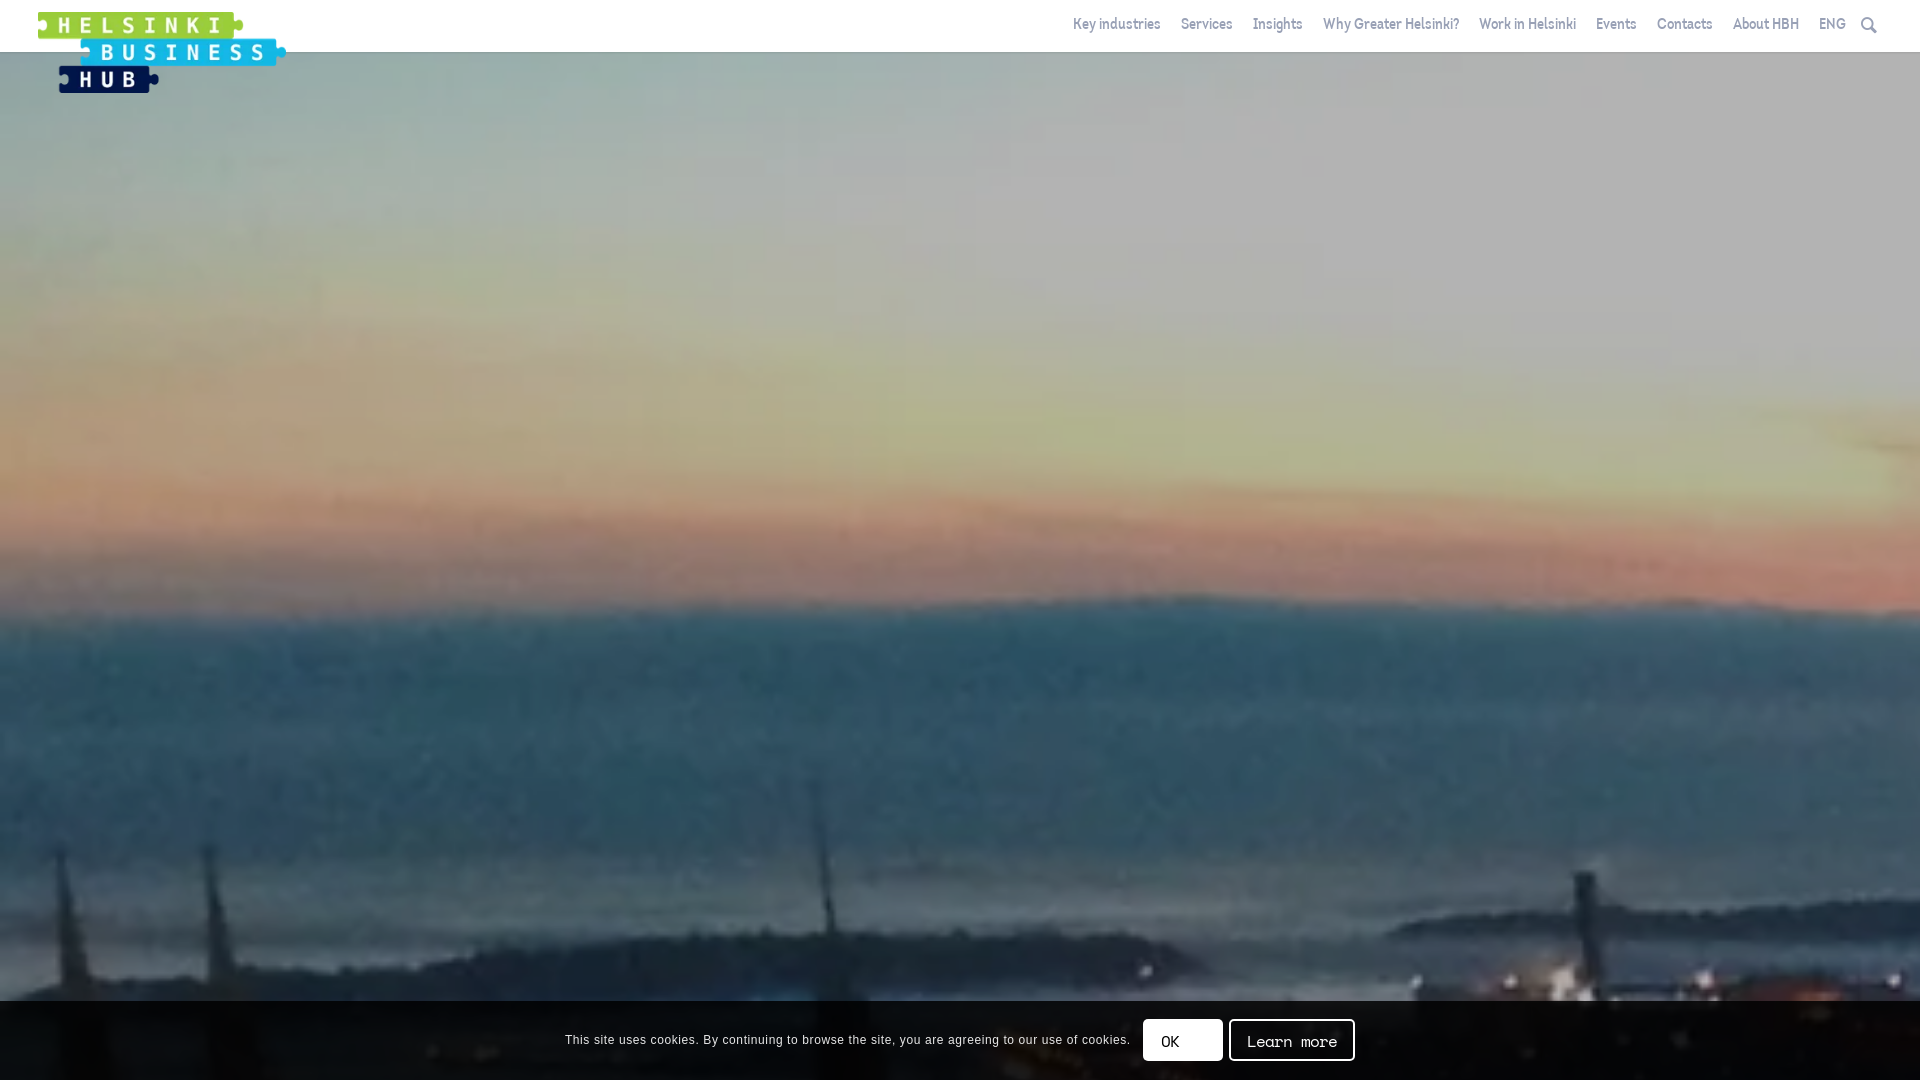 HELSINKI
BUSINESS
HUB
Key industries
Services
Insights
Why Greater Helsinki?
Work in Helsinki
Events
Contacts
About HBH
ENG
This site uses cookies. By continuing to browse the site, you are agreeing to our use of cookies.
OK
Learn more